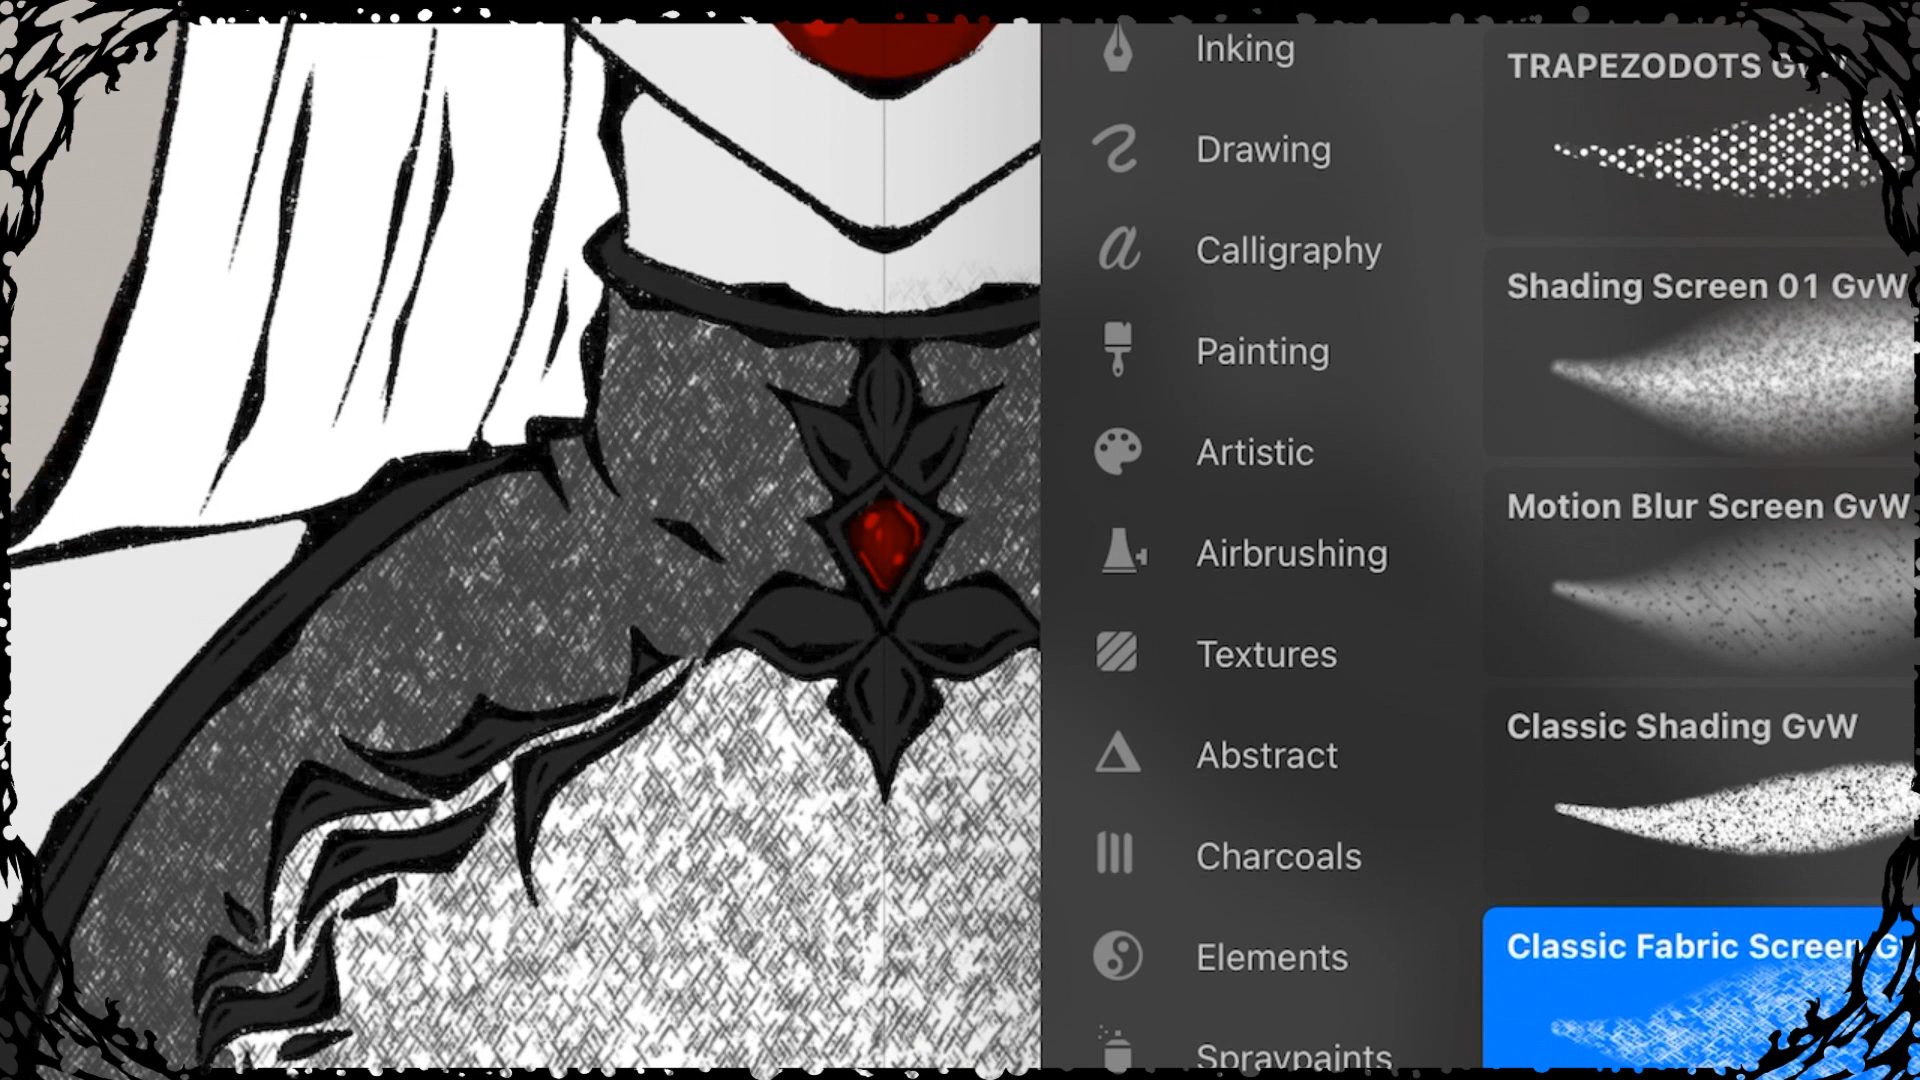 Inking
Drawing
Calligraphy
Painting
Artistic
Airbrushing
Textures
Abstract
Charcoals
Elements
Spraypaints
TRAPEZODOTS GvW
Shading Screen 01 GvW
Motion Blur Screen GvW
Classic Shading GvW
Classic Fabric Screen